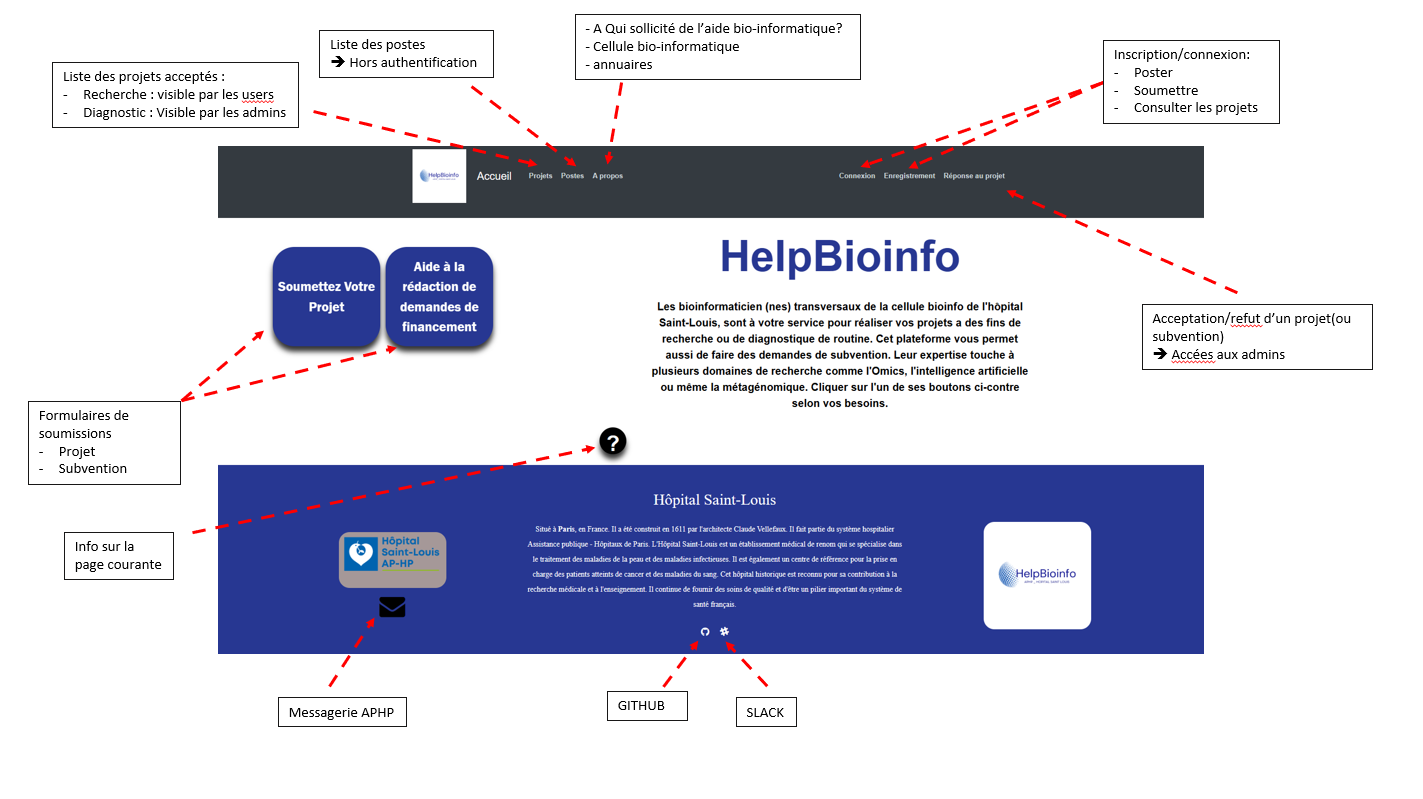 - A Qui sollicité de l'aide bio-informatique?
- Cellule bio-informatique
- annuaires
Liste des postes
➔ Hors authentification
Inscription/connexion:
- Poster
- Soumettre
- Consulter les projets
Liste des projets acceptés :
- Recherche : visible par les users
- Diagnostic : Visible par les admins
HelpBioinfo
Accueil
Projets
Postes
A propos
Connexion
Enregistrement
Réponse au projet
Soumettez Votre
Projet
Aide à la
rédaction de
demandes de
financement
HelpBioinfo
Les bioinformaticien (nes) transversaux de la cellule bioinfo de l'hôpital
Saint-Louis, sont à votre service pour réaliser vos projets a des fins de
recherche ou de diagnostique de routine. Cet plateforme vous permet
aussi de faire des demandes de subvention. Leur expertise touche à
plusieurs domaines de recherche comme l'Omics, l'intelligence artificielle
ou même la métagénomique. Cliquer sur l'un de ses boutons ci-contre
selon vos besoins.
Acceptation/refut d'un projet(ou
subvention)
➔ Accées aux admins
Formulaires de
soumissions
- Projet
- Subvention
?
Info sur la
page courante
Hôpital Saint-Louis
Situé à Paris, en France. Il a été construit en 1611 par l'architecte Claude Vellefaux. Il fait partie du système hospitalier
Assistance publique - Hôpitaux de Paris. L'Hôpital Saint-Louis est un établissement médical de renom qui se spécialise dans
le traitement des maladies de la peau et des maladies infectieuses. Il est également un centre de référence pour la prise en
charge des patients atteints de cancer et des maladies du sang. Cet hôpital historique est reconnu pour sa contribution à la
recherche médicale et à l'enseignement. Il continue de fournir des soins de qualité et d'être un pilier important du système de
santé français.
Hôpital
Saint-Louis
AP-HP
HelpBioinfo
APHP , HOPITAL SAINT LOUIS
Messagerie APHP
GITHUB
SLACK